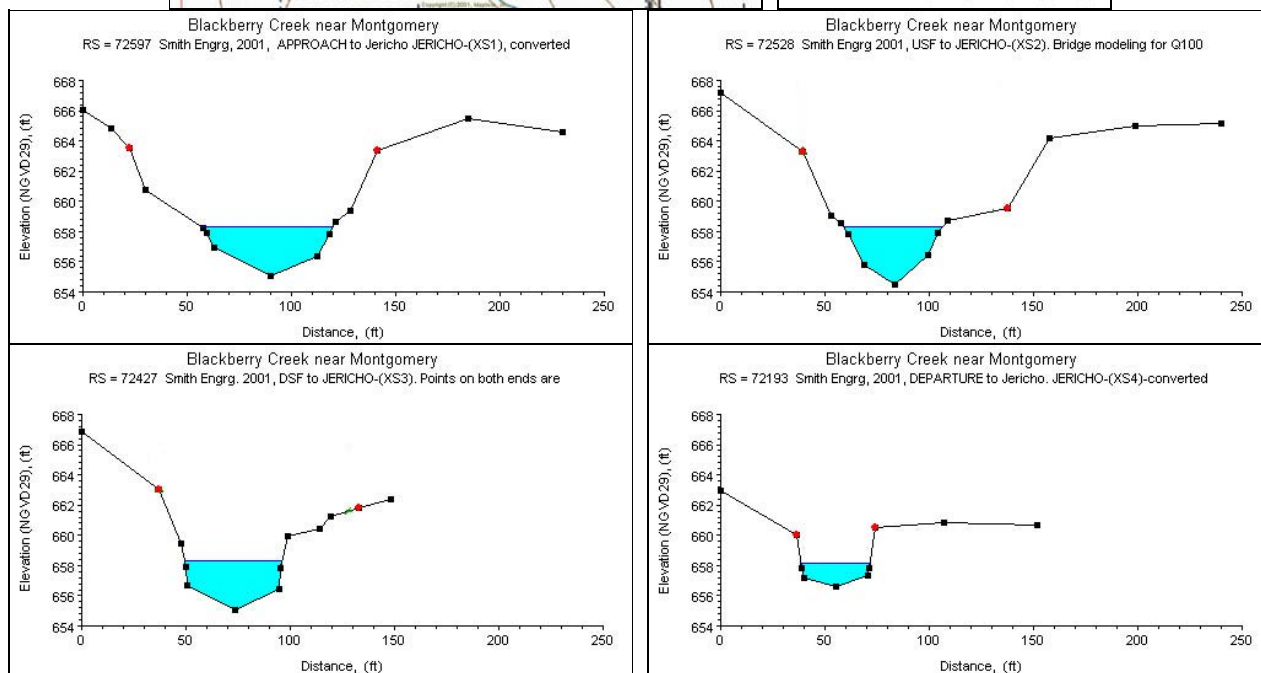 Copyright (C) 2001,
Blackberry Creek near Montgomery
RS = 72597 Smith Engrg, 2001, APPROACH to Jericho JERICHO-(XS1), converted
668
666
664
662
660
658
656
654
Elevation (NGVD29), (ft)
0 50 100 150 200 250
Distance, (ft)
Blackberry Creek near Montgomery
RS = 72528 Smith Engrg 2001, USF to JERICHO-(XS2). Bridge modeling for Q100
668
666
664
662
660
658
656
654
Elevation (NGVD29), (ft)
0 50 100 150 200 250
Distance, (ft)
Blackberry Creek near Montgomery
RS = 72427 Smith Engrg. 2001, DSF to JERICHO-(XS3). Points on both ends are
668
666
664
662
660
658
656
654
Elevation (NGVD29), (ft)
0 50 100 150 200 250
Distance, (ft)
Blackberry Creek near Montgomery
RS = 72193 Smith Engrg, 2001, DEPARTURE to Jericho. JERICHO-(XS4)-converted
668
666
664
662
660
658
656
654
Elevation (NGVD29), (ft)
0 50 100 150 200 250
Distance, (ft)